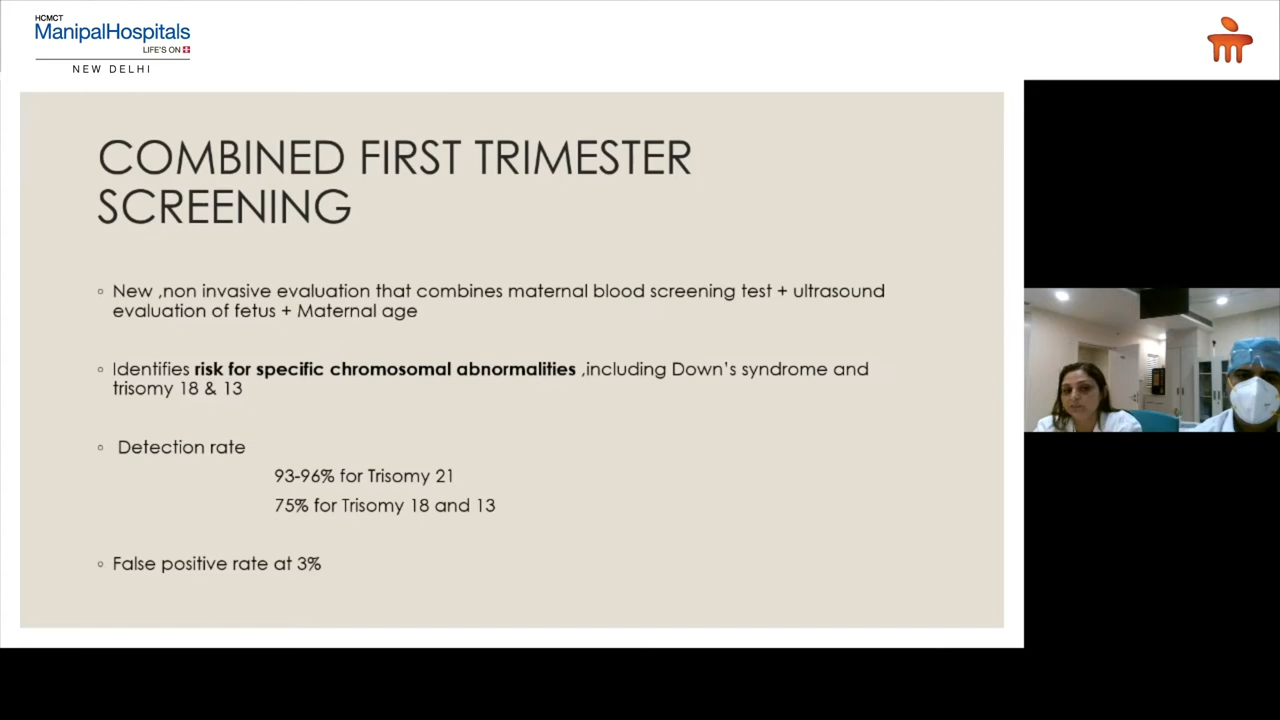 HCMCT
ManipalHospitals
LIFE'S ON
NEW DELHI
COMBINED FIRST TRIMESTER
SCREENING
New ,non invasive evaluation that combines maternal blood screening test + ultrasound
evaluation of fetus + Maternal age
Identifies risk for specific chromosomal abnormalities ,including Down's syndrome and
trisomy 18 & 13
Detection rate
93-96% for Trisomy 21
75% for Trisomy 18 and 13
False positive rate at 3%